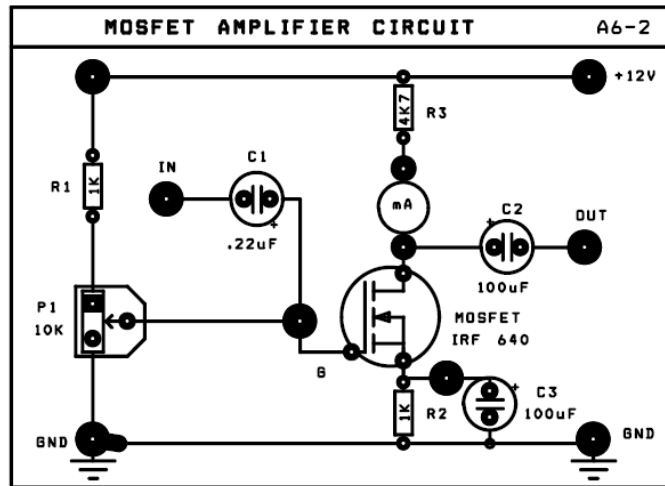 MOSFET AMPLIFIER CIRCUIT A6-2
+12V
4K7
R3
IN
C1
R1
1K
mA
C2
OUT
+
.22uF
+
100uF
P1
10K
MOSFET
IRF 640
G
1K
R2
+
C3
100uF
GND
GND